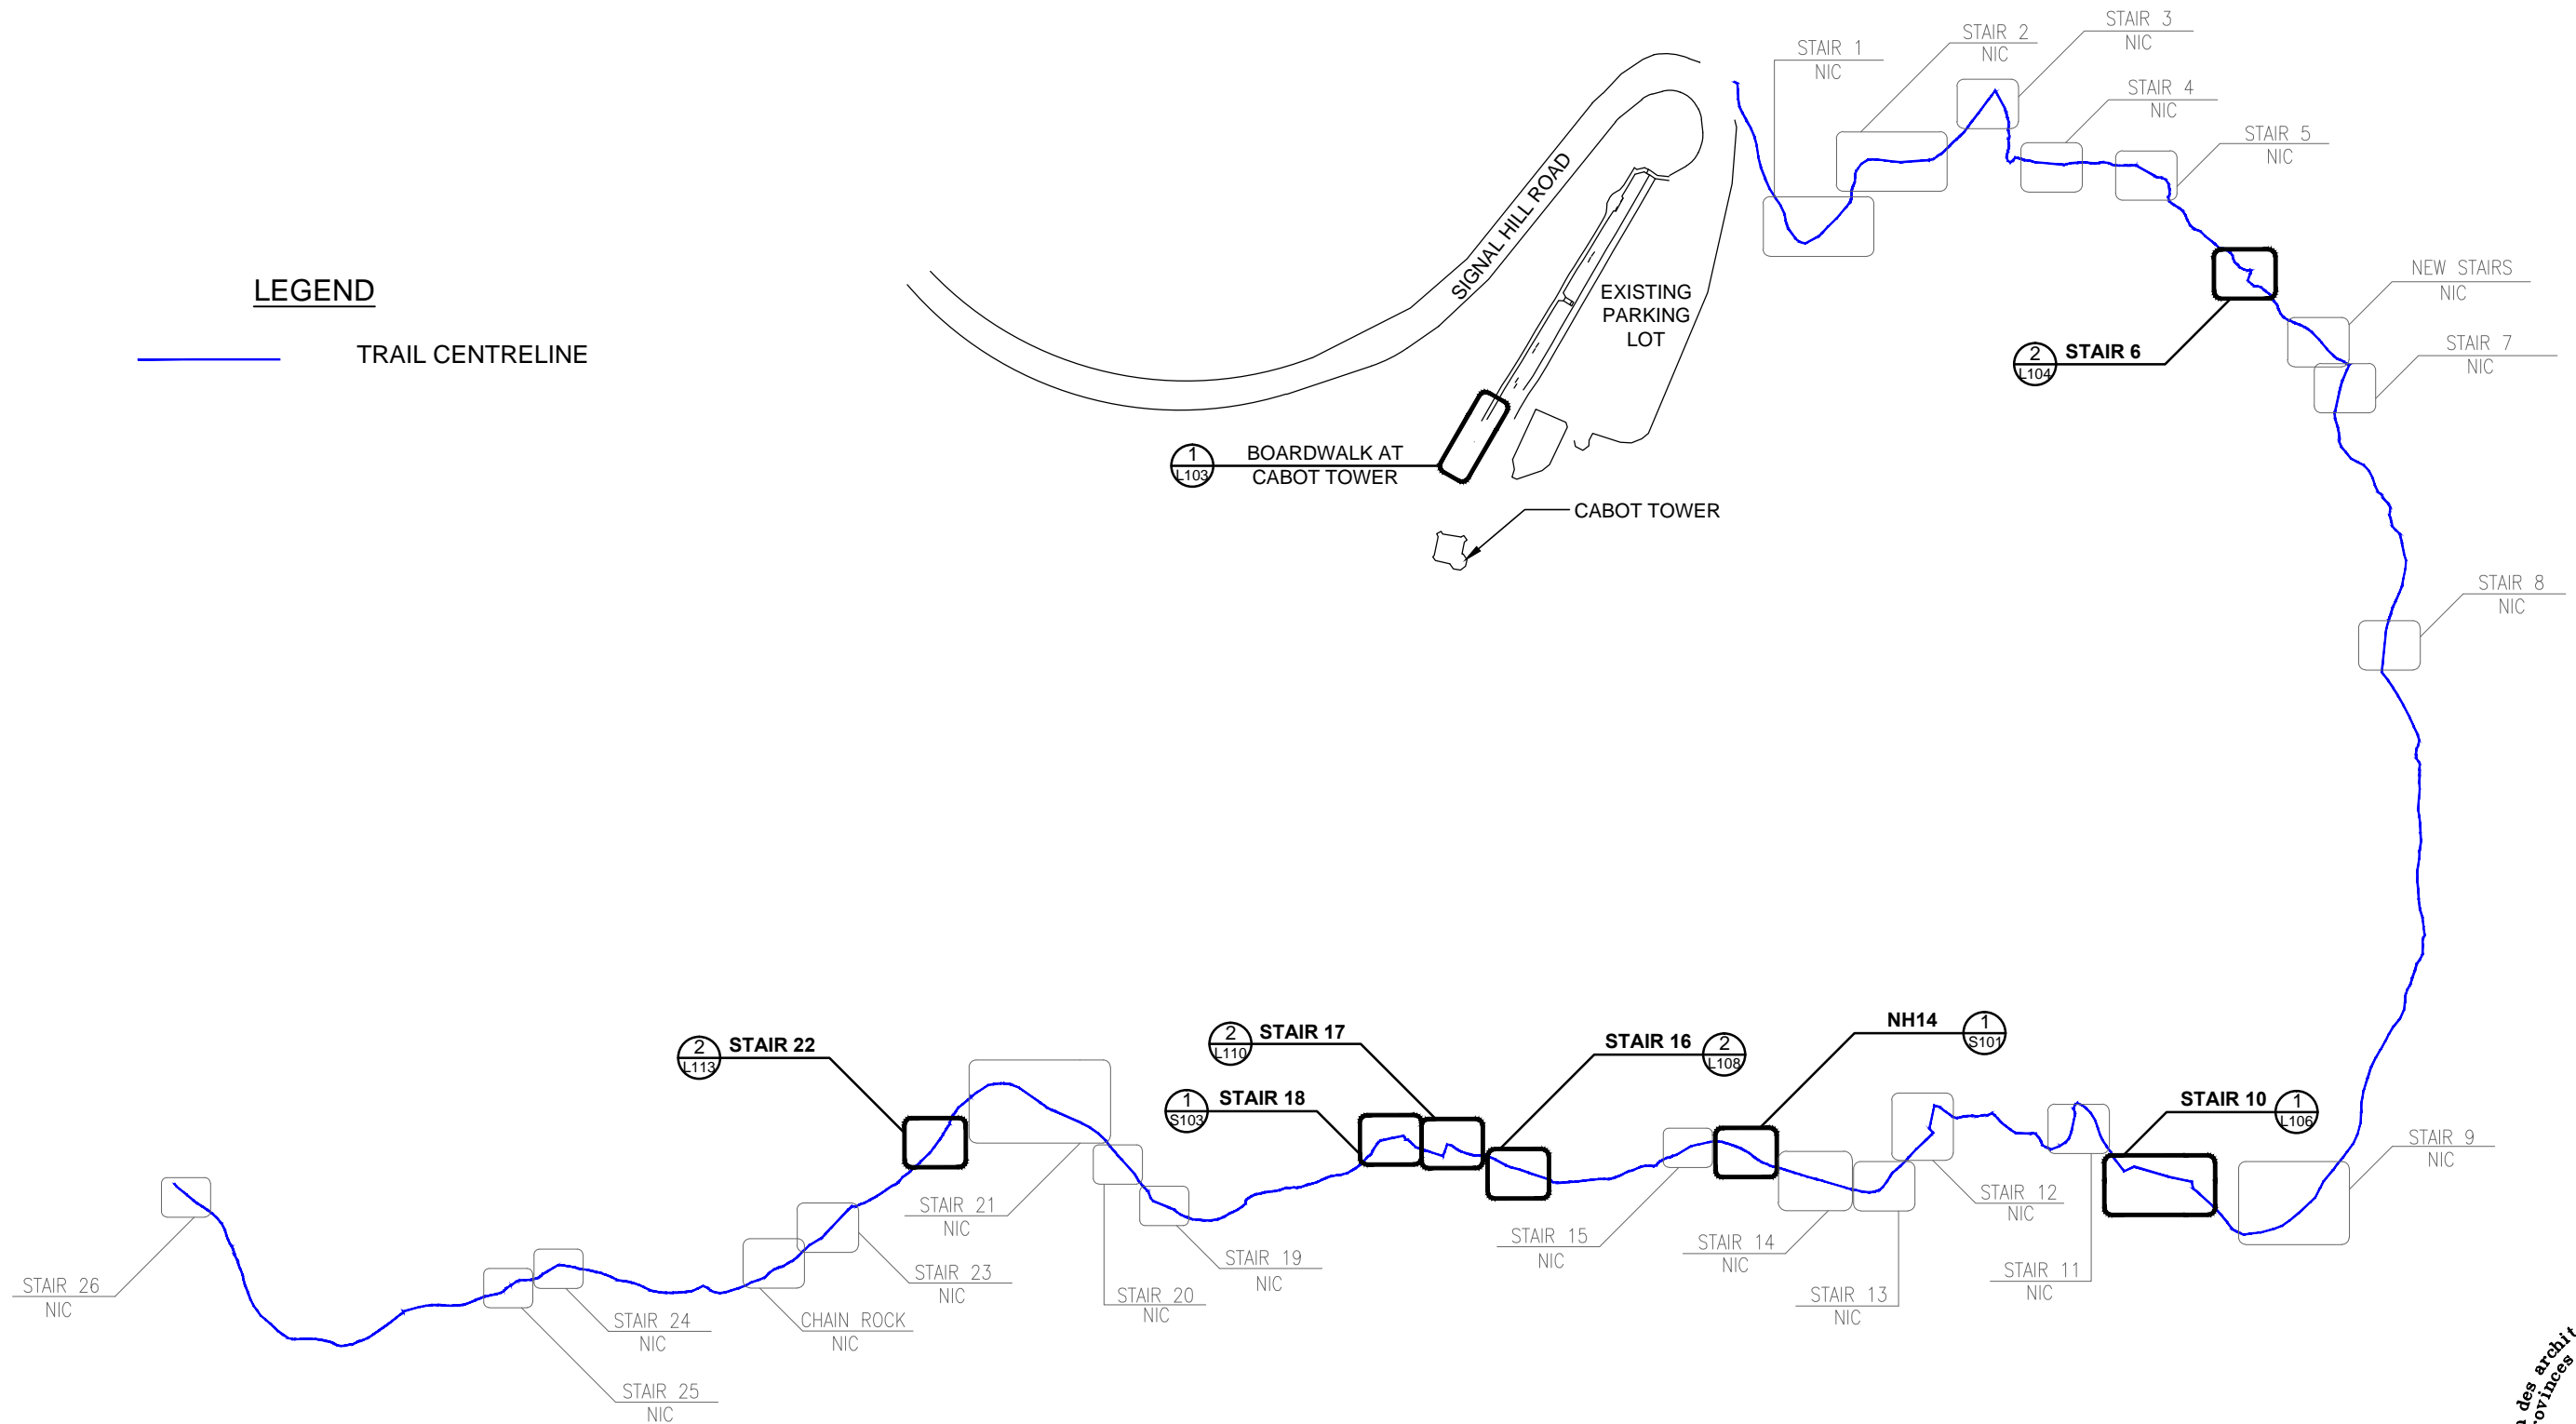 STAIR 3
NIC
STAIR 2
NIC
STAIR 1
NIC
STAIR 4
NIC
STAIR 5
NIC
SIGNAL HILL ROAD
LEGEND
TRAIL CENTRELINE
EXISTING
PARKING
LOT
NEW STAIRS
NIC
STAIR 7
NIC
2
L104
STAIR 6
1
L103
BOARDWALK AT
CABOT TOWER
CABOT TOWER
STAIR 8
NIC
2
L113
STAIR 22
2
L110
STAIR 17
STAIR 16
2
L108
NH14
1
S101
1
S103
STAIR 18
STAIR 10
1
L106
STAIR 9
NIC
STAIR 21
NIC
STAIR 12
NIC
STAIR 15
NIC
STAIR 14
NIC
STAIR 11
NIC
STAIR 19
NIC
STAIR 23
NIC
STAIR 26
NIC
STAIR 20
NIC
STAIR 13
NIC
STAIR 24
NIC
CHAIN ROCK
NIC
STAIR 25
NIC
des archit
rovinces